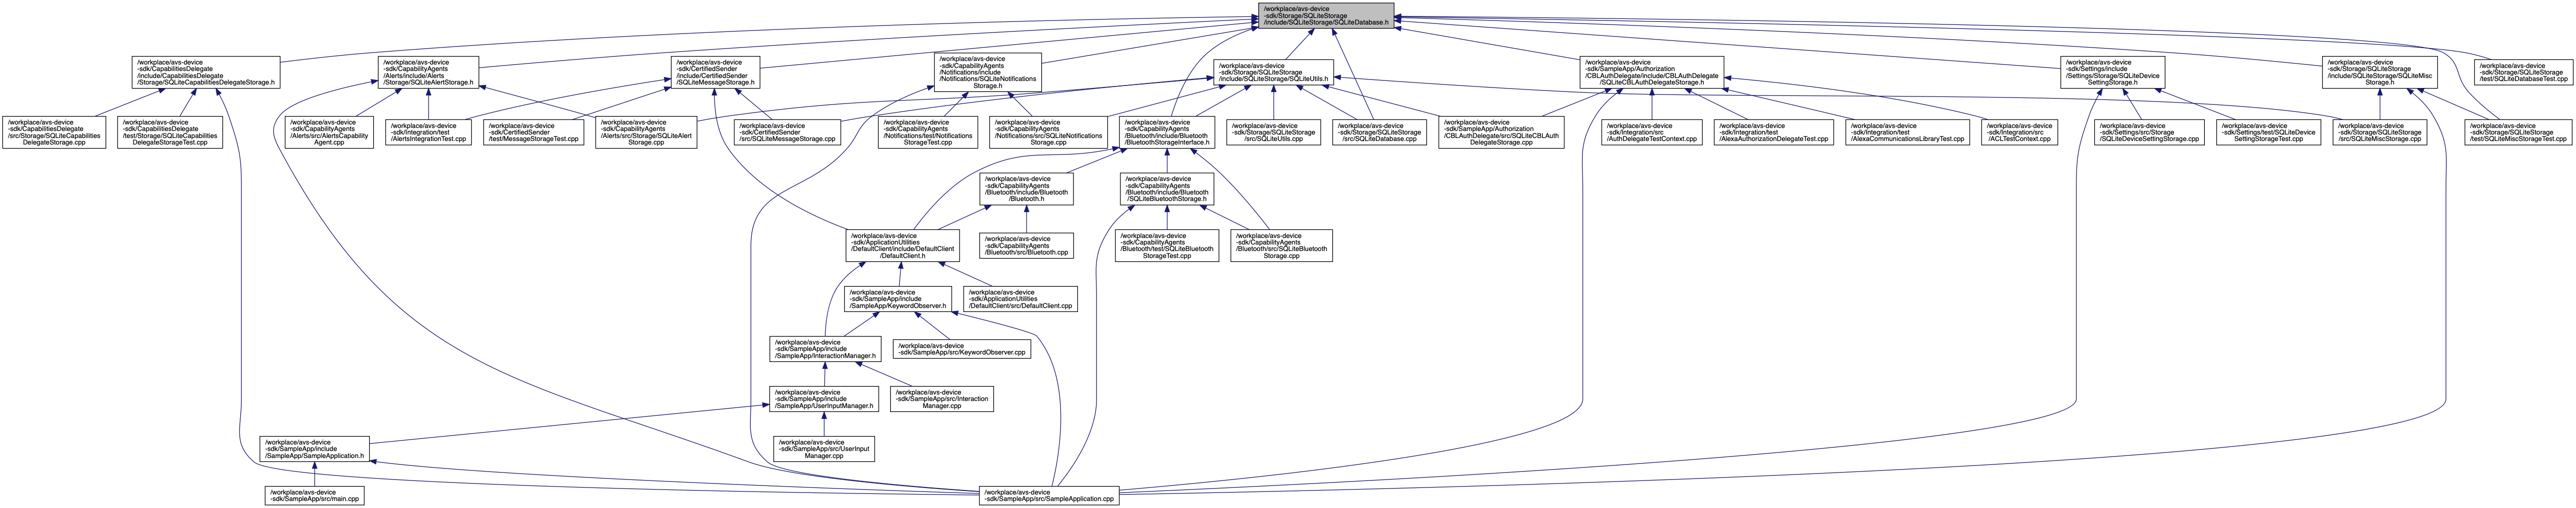 /workplace/avs-device
-sdk/Storage/SQLiteStorage
/include/SQLiteStorage/SQLiteDatabase.h
/workplace/avs-device
-sdk/CapabilitiesDelegate
/include/CapabilitiesDelegate
/Storage/SQLiteCapabilitiesDelegateStorage.h
/workplace/avs-device
-sdk/CapabilityAgents
/Alerts/include/Alerts
/Storage/SQLiteAlertStorage.h
/workplace/avs-device
-sdk/CertifiedSender
/include/CertifiedSender
/SQLiteMessageStorage.h
/workplace/avs-device
-sdk/CapabilityAgents
/Notifications/include
/Notifications/SQLiteNotifications
Storage.h
/workplace/avs-device
-sdk/Storage/SQLiteStorage
/include/SQLiteStorage/SQLiteUtils.h
/workplace/avs-device
-sdk/SampleApp/Authorization
/CBLAuthDelegate/include/CBLAuthDelegate
/SQLiteCBLAuthDelegateStorage.h
/workplace/avs-device
-sdk/Settings/include
/Settings/Storage/SQLiteDevice
SettingStorage.h
/workplace/avs-device
-sdk/Storage/SQLiteStorage
/include/SQLiteStorage/SQLiteMisc
Storage.h
/workplace/avs-device
-sdk/Storage/SQLiteStorage
/test/SQLiteDatabaseTest.cpp
/workplace/avs-device
-sdk/CapabilitiesDelegate
/src/Storage/SQLiteCapabilities
DelegateStorage.cpp
/workplace/avs-device
-sdk/CapabilitiesDelegate
/test/Storage/SQLiteCapabilities
DelegateStorageTest.cpp
/workplace/avs-device
-sdk/CapabilityAgents
/Alerts/src/AlertsCapability
Agent.cpp
/workplace/avs-device
-sdk/Integration/test
/AlertsIntegrationTest.cpp
/workplace/avs-device
-sdk/CertifiedSender
/test/MessageStorageTest.cpp
/workplace/avs-device
-sdk/CapabilityAgents
/Alerts/src/Storage/SQLiteAlert
Storage.cpp
/workplace/avs-device
-sdk/CertifiedSender
/src/SQLiteMessageStorage.cpp
/workplace/avs-device
-sdk/CapabilityAgents
/Notifications/test/Notifications
StorageTest.cpp
/workplace/avs-device
-sdk/CapabilityAgents
/Notifications/src/SQLiteNotifications
Storage.cpp
/workplace/avs-device
-sdk/CapabilityAgents
/Bluetooth/include/Bluetooth
/BluetoothStorageInterface.h
/workplace/avs-device
-sdk/Storage/SQLiteStorage
/src/SQLiteUtils.cpp
/workplace/avs-device
-sdk/Storage/SQLiteStorage
/src/SQLiteDatabase.cpp
/workplace/avs-device
-sdk/SampleApp/Authorization
/CBLAuthDelegate/src/SQLiteCBLAuth
DelegateStorage.cpp
/workplace/avs-device
-sdk/Integration/src
/AuthDelegateTestContext.cpp
/workplace/avs-device
-sdk/Integration/test
/AlexaAuthorizationDelegateTest.cpp
/workplace/avs-device
-sdk/Integration/test
/AlexaCommunicationsLibraryTest.cpp
/workplace/avs-device
-sdk/Integration/src
/ACLTestContext.cpp
/workplace/avs-device
-sdk/Settings/src/Storage
/SQLiteDeviceSettingStorage.cpp
/workplace/avs-device
-sdk/Settings/test/SQLiteDevice
SettingStorageTest.cpp
/workplace/avs-device
-sdk/Storage/SQLiteStorage
/src/SQLiteMiscStorage.cpp
/workplace/avs-device
-sdk/Storage/SQLiteStorage
/test/SQLiteMiscStorageTest.cpp
/workplace/avs-device
-sdk/CapabilityAgents
/Bluetooth/include/Bluetooth
/Bluetooth.h
/workplace/avs-device
-sdk/CapabilityAgents
/Bluetooth/include/Bluetooth
/SQLiteBluetoothStorage.h
/workplace/avs-device
-sdk/ApplicationUtilities
/DefaultClient/include/DefaultClient
/DefaultClient.h
/workplace/avs-device
-sdk/CapabilityAgents
/Bluetooth/src/Bluetooth.cpp
/workplace/avs-device
-sdk/CapabilityAgents
/Bluetooth/test/SQLiteBluetooth
StorageTest.cpp
/workplace/avs-device
-sdk/CapabilityAgents
/Bluetooth/src/SQLiteBluetooth
Storage.cpp
/workplace/avs-device
-sdk/SampleApp/include
/SampleApp/KeywordObserver.h
/workplace/avs-device
-sdk/ApplicationUtilities
/DefaultClient/src/DefaultClient.cpp
/workplace/avs-device
-sdk/SampleApp/include
/SampleApp/InteractionManager.h
/workplace/avs-device
-sdk/SampleApp/src/KeywordObserver.cpp
/workplace/avs-device
-sdk/SampleApp/include
/SampleApp/UserInputManager.h
/workplace/avs-device
-sdk/SampleApp/src/Interaction
Manager.cpp
/workplace/avs-device
-sdk/SampleApp/include
/SampleApp/SampleApplication.h
/workplace/avs-device
-sdk/SampleApp/src/UserInput
Manager.cpp
/workplace/avs-device
-sdk/SampleApp/src/main.cpp
/workplace/avs-device
-sdk/SampleApp/src/SampleApplication.cpp